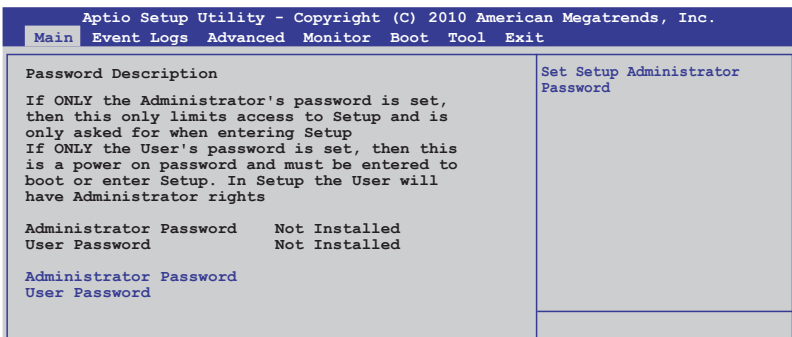 Aptio Setup Utility - Copyright (C) 2010 American Megatrends, Inc.
Main Event Logs Advanced Monitor Boot Tool Exit
Password Description
If ONLY the Administrator's password is set,
then this only limits access to Setup and is
only asked for when entering Setup
If ONLY the User's password is set, then this
is a power on password and must be entered to
boot or enter Setup. In Setup the User will
have Administrator rights
Administrator Password Not Installed
User Password Not Installed
Administrator Password
User Password
Set Setup Administrator
Password